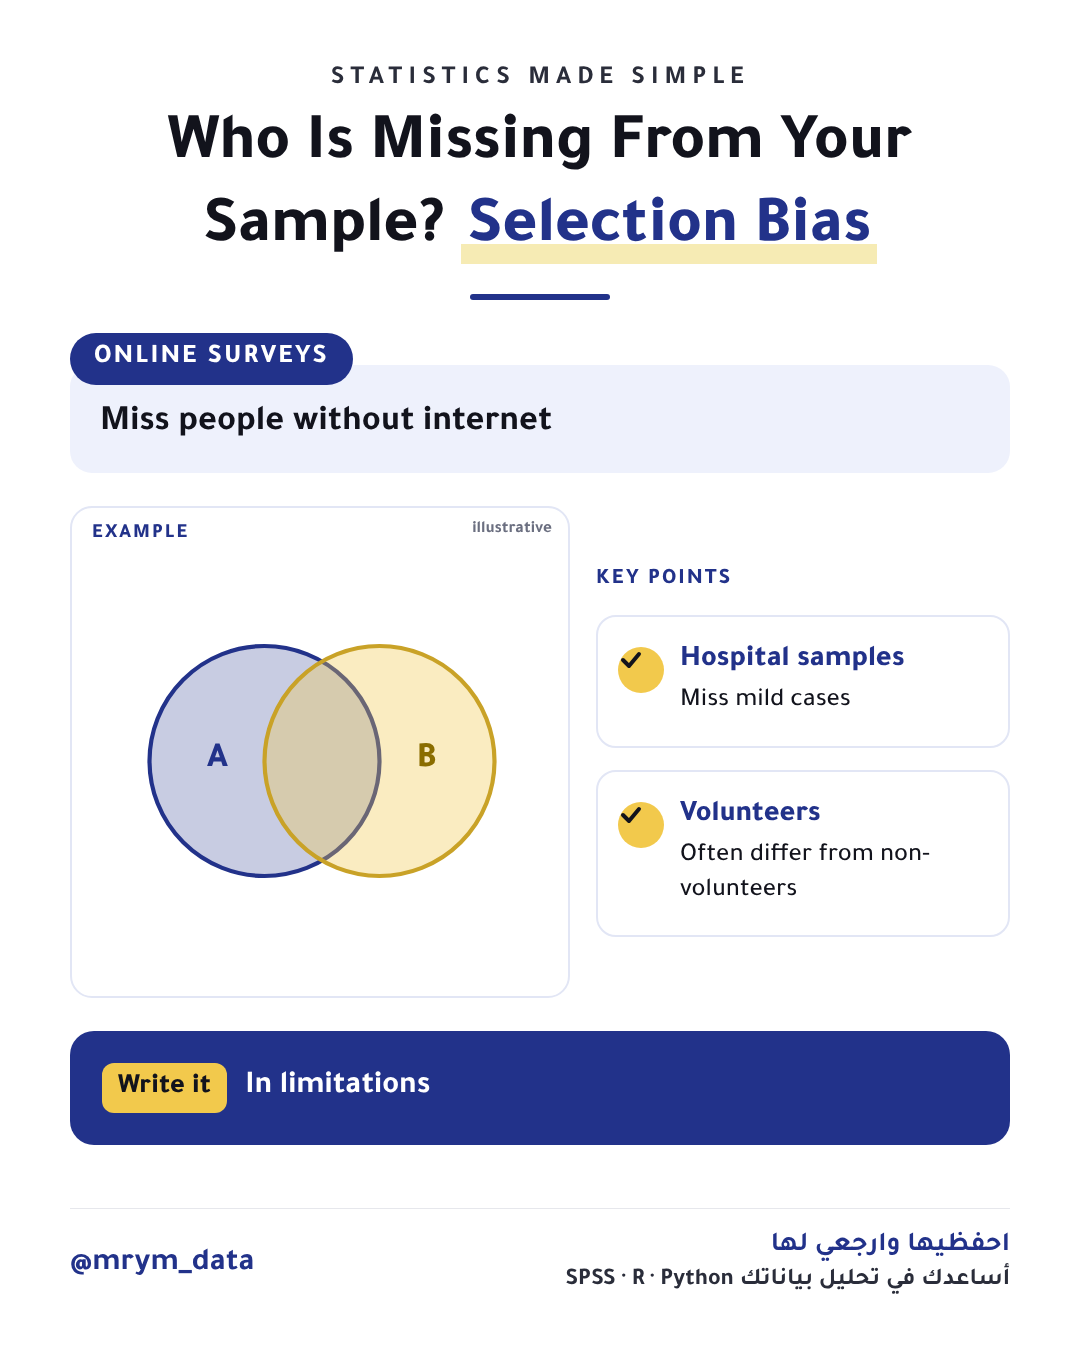 STATISTICS MADE SIMPLE
Who Is Missing From Your
Sample? Selection Bias
ONLINE SURVEYS
Miss people without internet
EXAMPLE
illustrative
A
B
KEY POINTS
Hospital samples
Miss mild cases
Volunteers
Often differ from non-
volunteers
Write it In limitations
@mrym_data
احفظيها وارجعي لها
أساعدك في تحليل بياناتك SPSS · R · Python